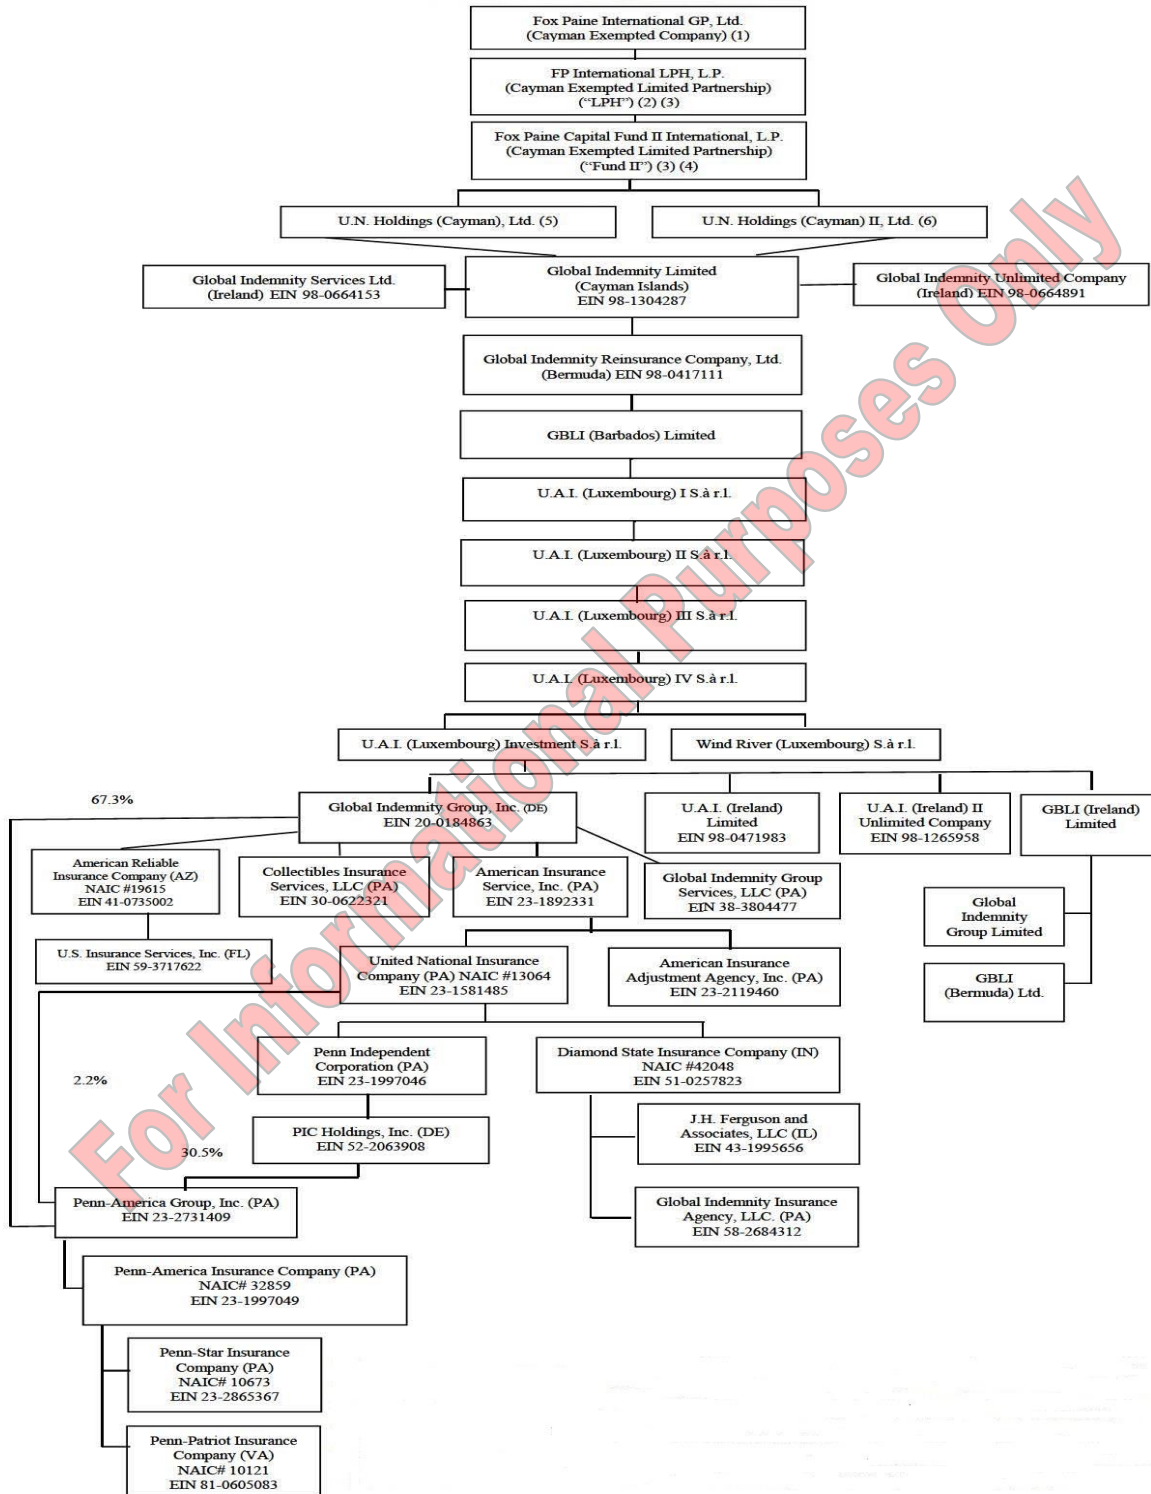 Fox Paine International GP, Ltd.
(Cayman Exempted Company) (1)
FP International LPH, L.P.
(Cayman Exempted Limited Partnership)
(“LPH”) (2) (3)
Fox Paine Capital Fund II International, L.P.
(Cayman Exempted Limited Partnership)
(“Fund II”) (3) (4)
U.N. Holdings (Cayman), Ltd. (5)
U.N. Holdings (Cayman) II, Ltd. (6)
Global Indemnity Services Ltd.
(Ireland) EIN 98-0664153
Global Indemnity Limited
(Cayman Islands)
EIN 98-1304287
Global Indemnity Unlimited Company
(Ireland) EIN 98-0664891
Global Indemnity Reinsurance Company, Ltd.
(Bermuda) EIN 98-0417111
GBLI (Barbados) Limited
U.A.I. (Luxembourg) I S.à r.l.
U.A.I. (Luxembourg) II S.à r.l.
U.A.I. (Luxembourg) III S.à r.l.
U.A.I. (Luxembourg) IV S.à r.l.
U.A.I. (Luxembourg) Investment S.à r.l.
Wind River (Luxembourg) S.à r.l.
67.3%
Global Indemnity Group, Inc. (DE)
EIN 20-0184863
U.A.I. (Ireland)
Limited
EIN 98-0471983
U.A.I. (Ireland) II
Unlimited Company
EIN 98-1265958
GBLI (Ireland)
Limited
American Reliable
Insurance Company (AZ)
NAIC #19615
EIN 41-0735002
Collectibles Insurance
Services, LLC (PA)
EIN 30-0622321
American Insurance
Service, Inc. (PA)
EIN 23-1892331
Global Indemnity Group
Services, LLC (PA)
EIN 38-3804477
Global
Indemnity
Group Limited
U.S. Insurance Services, Inc. (FL)
EIN 59-3717622
United National Insurance
Company (PA) NAIC #13064
EIN 23-1581485
American Insurance
Adjustment Agency, Inc. (PA)
EIN 23-2119460
GBLI
(Bermuda) Ltd.
Penn Independent
Corporation (PA)
EIN 23-1997046
Diamond State Insurance Company (IN)
NAIC #42048
EIN 51-0257823
2.2%
PIC Holdings, Inc. (DE)
EIN 52-2063908
J.H. Ferguson and
Associates, LLC (IL)
EIN 43-1995656
30.5%
Penn-America Group, Inc. (PA)
EIN 23-2731409
Global Indemnity Insurance
Agency, LLC. (PA)
EIN 58-2684312
Penn-America Insurance Company (PA)
NAIC# 32859
EIN 23-1997049
Penn-Star Insurance
Company (PA)
NAIC# 10673
EIN 23-2865367
Penn-Patriot Insurance
Company (VA)
NAIC# 10121
EIN 81-0605083
For Informational Purposes Only